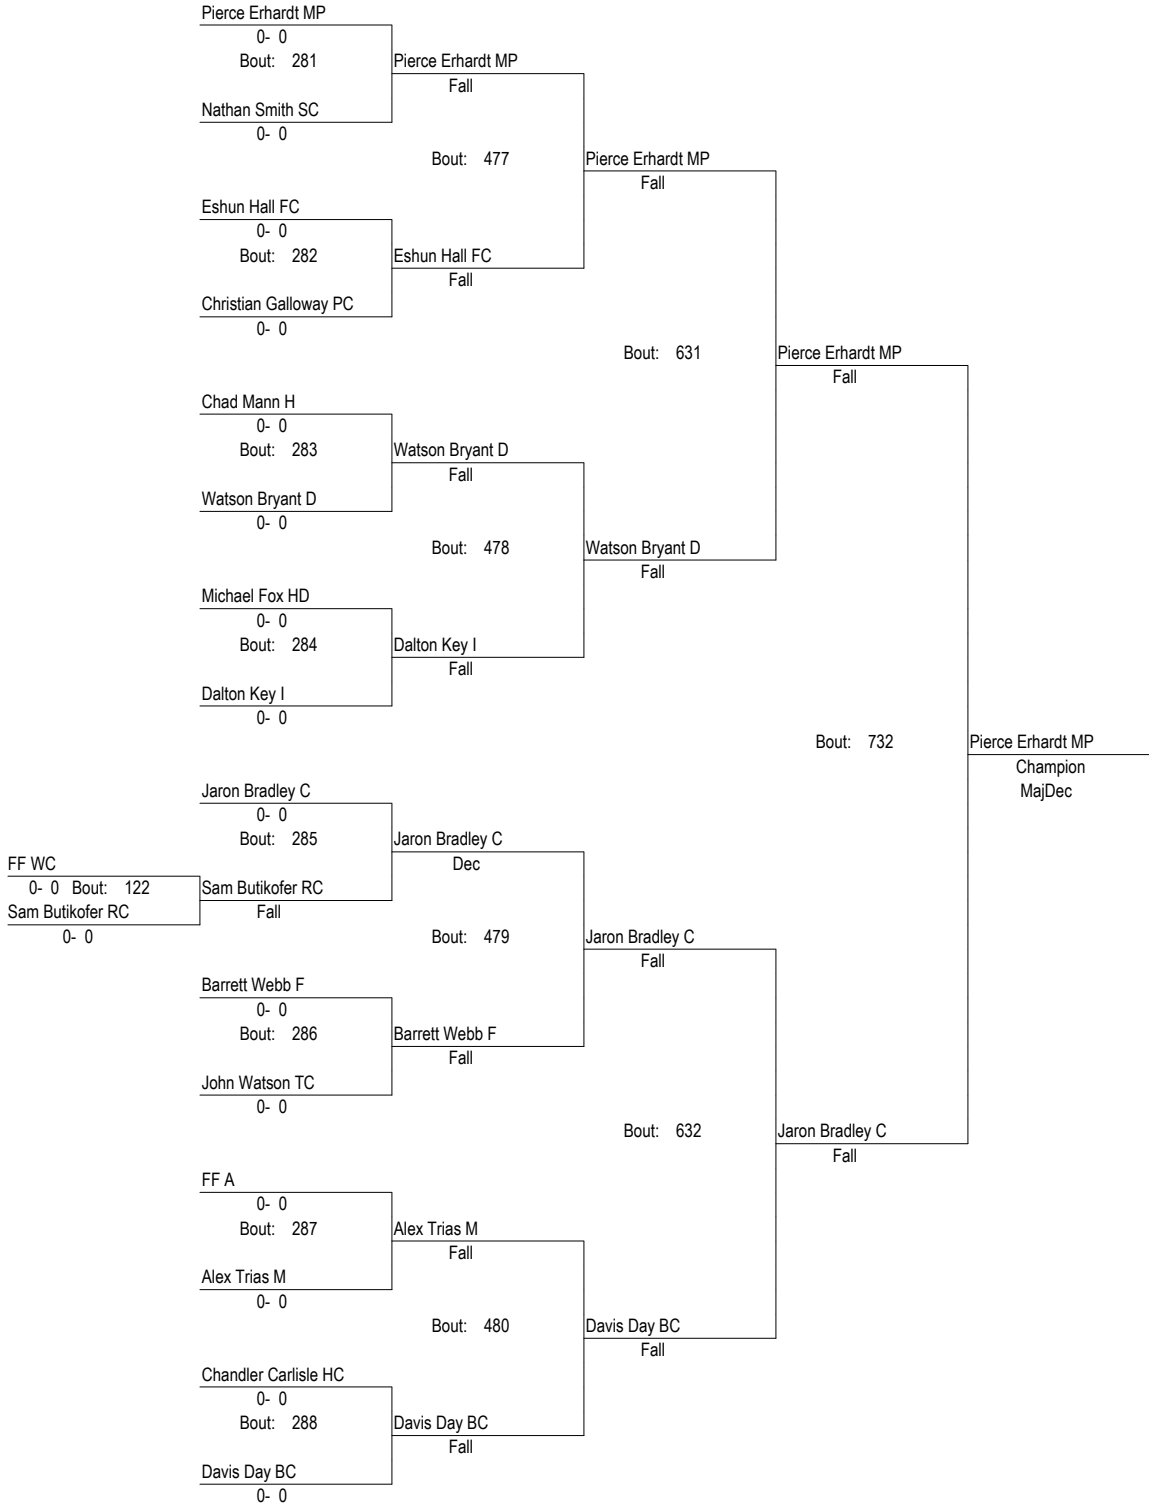 Pierce Erhardt MP
0- 0
Bout: 281
Pierce Erhardt MP
Fall
Nathan Smith SC
0- 0
Bout: 477
Pierce Erhardt MP
Fall
Eshun Hall FC
0- 0
Bout: 282
Eshun Hall FC
Fall
Christian Galloway PC
0- 0
Bout: 631
Pierce Erhardt MP
Fall
Chad Mann H
0- 0
Bout: 283
Watson Bryant D
Fall
Watson Bryant D
0- 0
Bout: 478
Watson Bryant D
Fall
Michael Fox HD
0- 0
Bout: 284
Dalton Key I
Fall
Dalton Key I
0- 0
Bout: 732
Pierce Erhardt MP
Champion
MajDec
Jaron Bradley C
0- 0
Bout: 285
Jaron Bradley C
Dec
FF WC
0- 0 Bout: 122
Sam Butikofer RC
Fall
Sam Butikofer RC
0- 0
Bout: 479
Jaron Bradley C
Fall
Barrett Webb F
0- 0
Bout: 286
Barrett Webb F
Fall
John Watson TC
0- 0
Bout: 632
Jaron Bradley C
Fall
FF A
0- 0
Bout: 287
Alex Trias M
Fall
Alex Trias M
0- 0
Bout: 480
Davis Day BC
Fall
Chandler Carlisle HC
0- 0
Bout: 288
Davis Day BC
Fall
Davis Day BC
0- 0